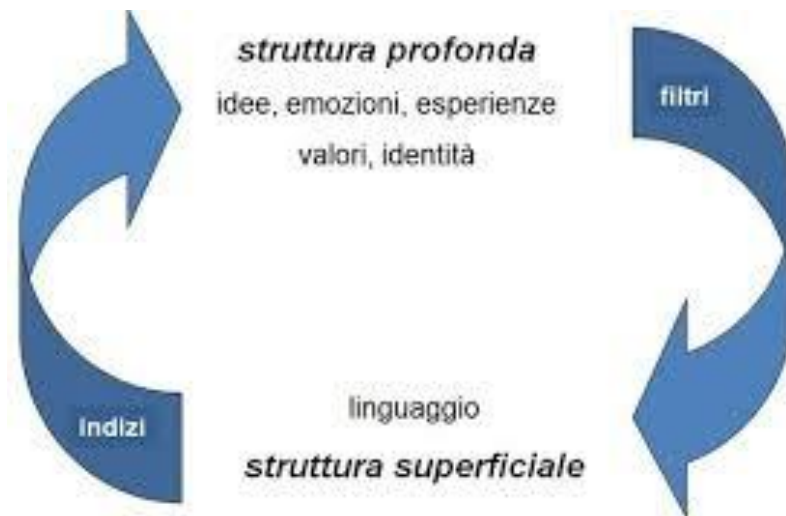 struttura profonda
idee, emozioni, esperienze
valori, identità
filtri
linguaggio
struttura superficiale
indizi